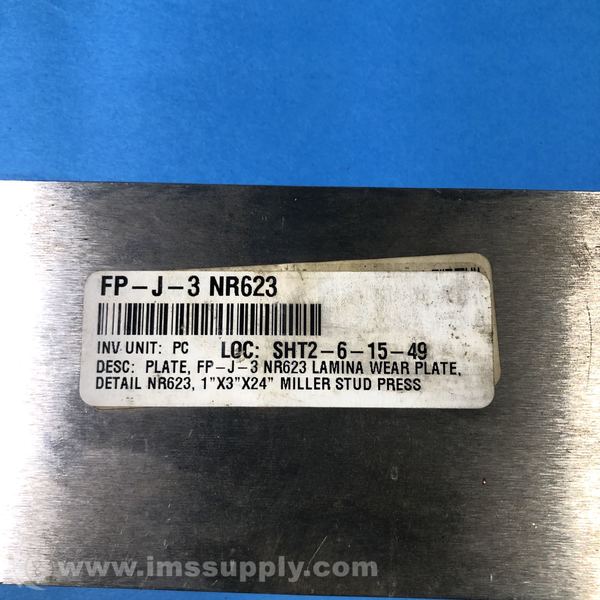 FP-J-3 NR623
INV UNIT: PC LOC: SHT2-6-15-49
DESC: PLATE, FP-J-3 NR623 LAMINA WEAR PLATE,
DETAIL NR623, 1"X3"X24" MILLER STUD PRESS
www.imssupply.com